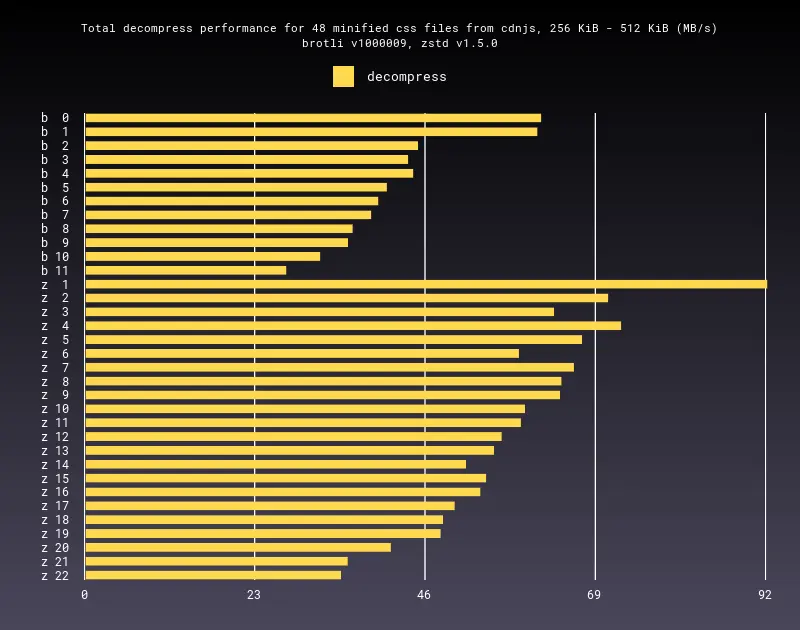 Total decompress performance for 48 minified css files from cdnjs, 256 KiB - 512 KiB (MB/s)
brotli v1000009, zstd v1.5.0
decompress
b 0
b 1
b 2
b 3
b 4
b 5
b 6
b 7
b 8
b 9
b 10
b 11
z 1
z 2
z 3
z 4
z 5
z 6
z 7
z 8
z 9
z 10
z 11
z 12
z 13
z 14
z 15
z 16
z 17
z 18
z 19
z 20
z 21
z 22
0 23 46 69 92